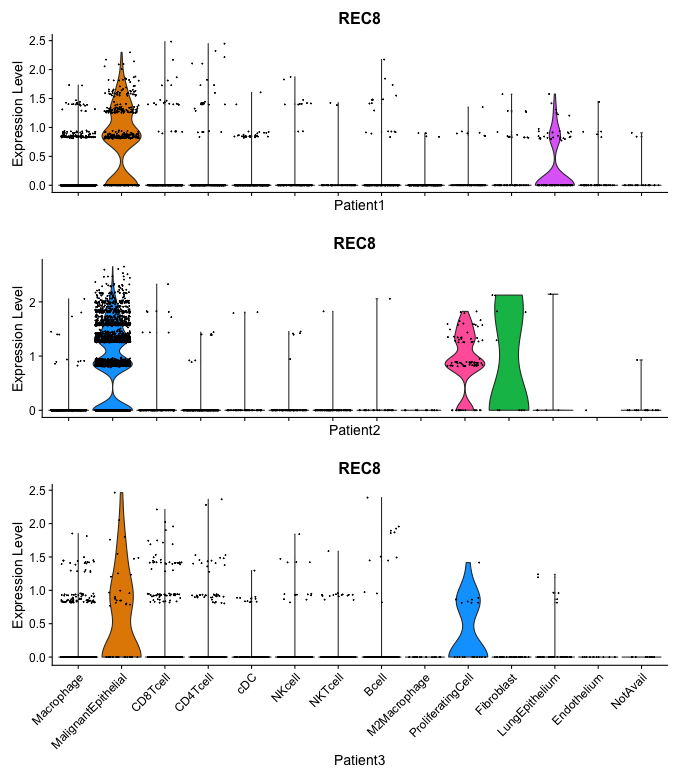 REC8
Expression Level
2.5
2.0
1.5
1.0
0.5
0.0
Patient1
REC8
Expression Level
2
1
0
Patient2
REC8
Expression Level
2.5
2.0
1.5
1.0
0.5
0.0
Macrophage
MalignantEpithelial
CD8Tcell
CD4Tcell
cDC
NKcell
NKTcell
Bcell
M2Macrophage
ProliferatingCell
Fibroblast
LungEpithelium
Endothelium
NotAvail
Patient3